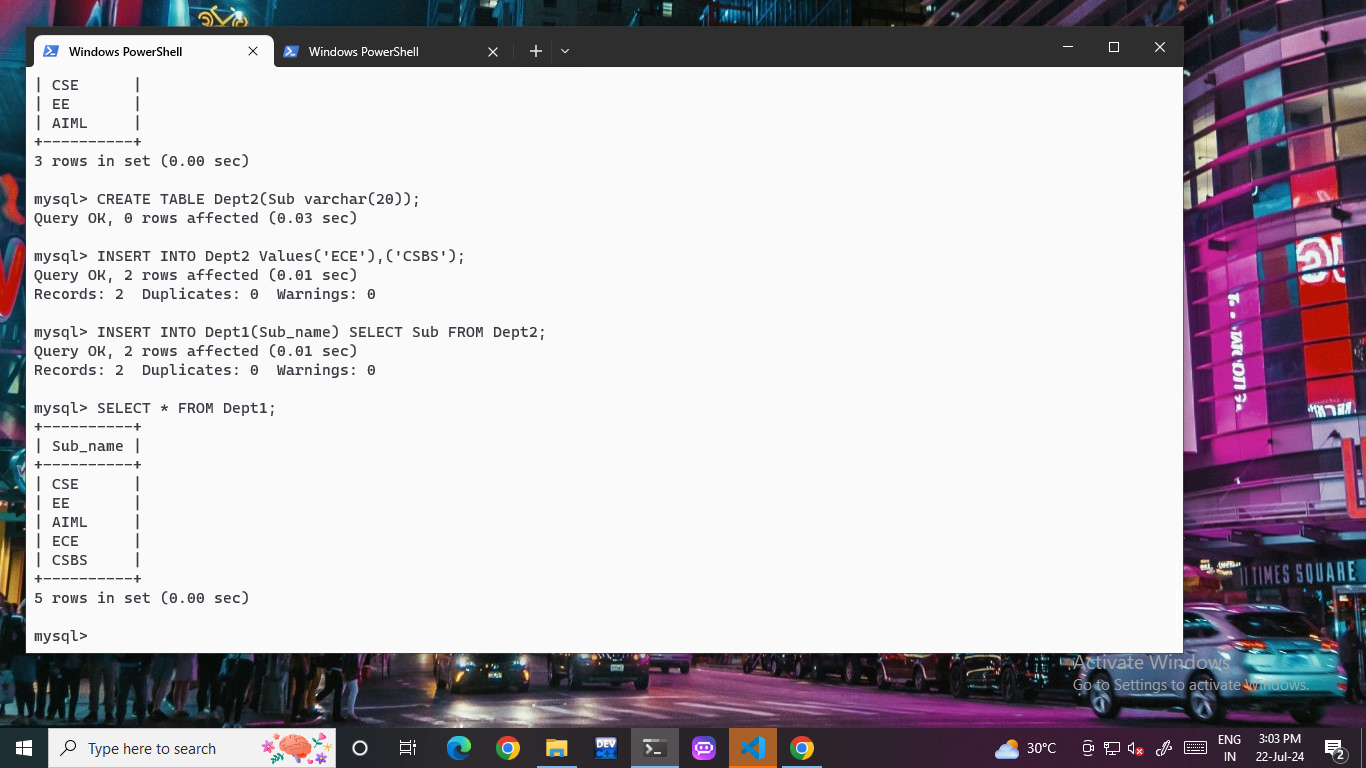 Windows PowerShell
Windows PowerShell
| CSE      |
| EE       |
| AIML     |
+----------+
3 rows in set (0.00 sec)
mysql> CREATE TABLE Dept2(Sub varchar(20));
Query OK, 0 rows affected (0.03 sec)
mysql> INSERT INTO Dept2 Values('ECE'),('CSBS');
Query OK, 2 rows affected (0.01 sec)
Records: 2  Duplicates: 0  Warnings: 0
mysql> INSERT INTO Dept1(Sub_name) SELECT Sub FROM Dept2;
Query OK, 2 rows affected (0.01 sec)
Records: 2  Duplicates: 0  Warnings: 0
mysql> SELECT * FROM Dept1;
+----------+
| Sub_name |
+----------+
| CSE      |
| EE       |
| AIML     |
| ECE      |
| CSBS     |
+----------+
5 rows in set (0.00 sec)
mysql>
TIMES SQUARE
Activate Windows
Go to Settings to activate Windows.
Type here to search
DEV
30°C
ENG
IN
3:03 PM
22-Jul-24
2